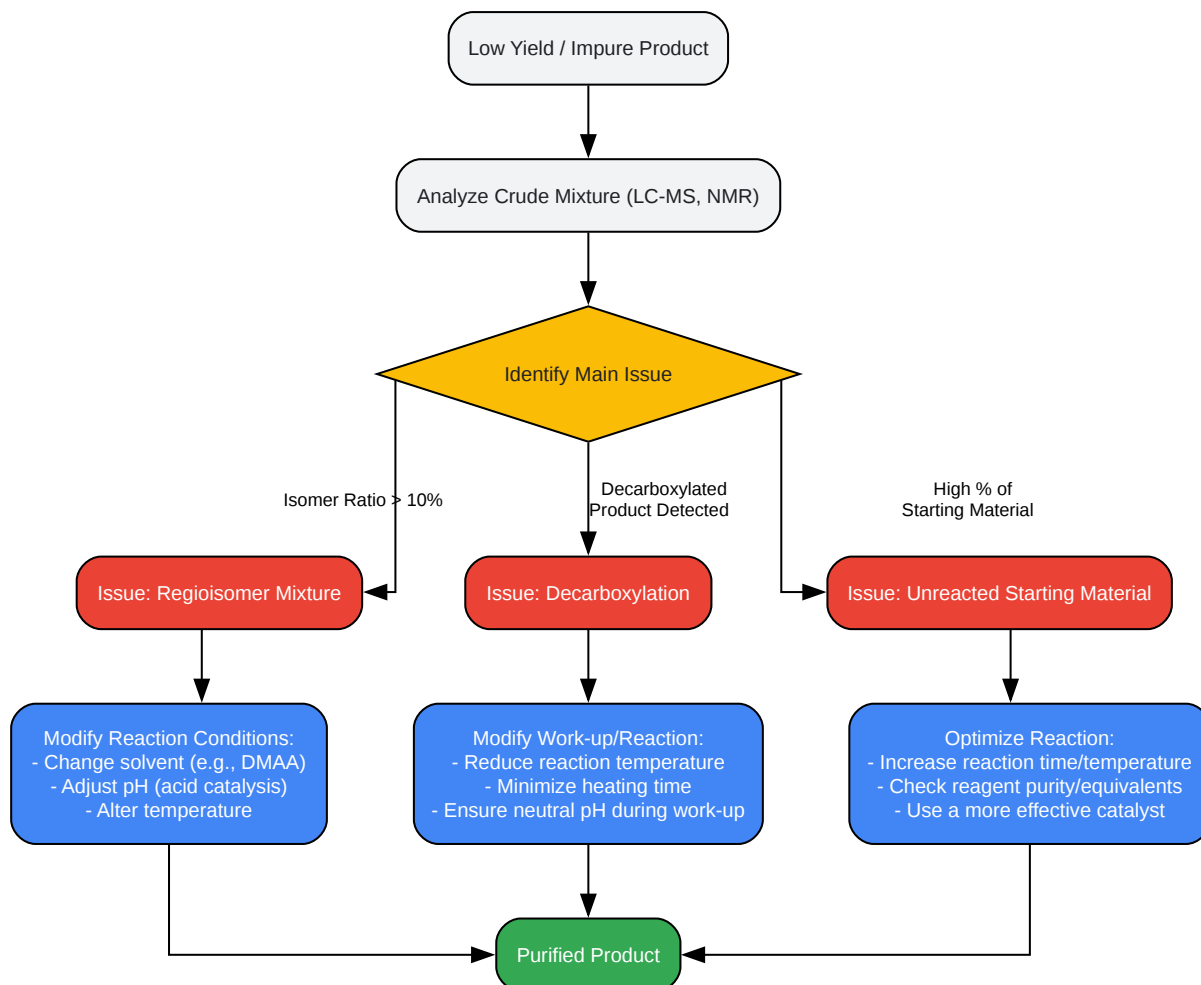 Low Yield / Impure Product
Analyze Crude Mixture (LC-MS, NMR)
Identify Main Issue
Isomer Ratio > 10%
Decarboxylated
Product Detected
High % of
Starting Material
Issue: Regioisomer Mixture
Issue: Decarboxylation
Issue: Unreacted Starting Material
Modify Reaction Conditions:
- Change solvent (e.g., DMAA)
- Adjust pH (acid catalysis)
- Alter temperature
Modify Work-up/Reaction:
- Reduce reaction temperature
- Minimize heating time
- Ensure neutral pH during work-up
Optimize Reaction:
- Increase reaction time/temperature
- Check reagent purity/equivalents
- Use a more effective catalyst
Purified Product